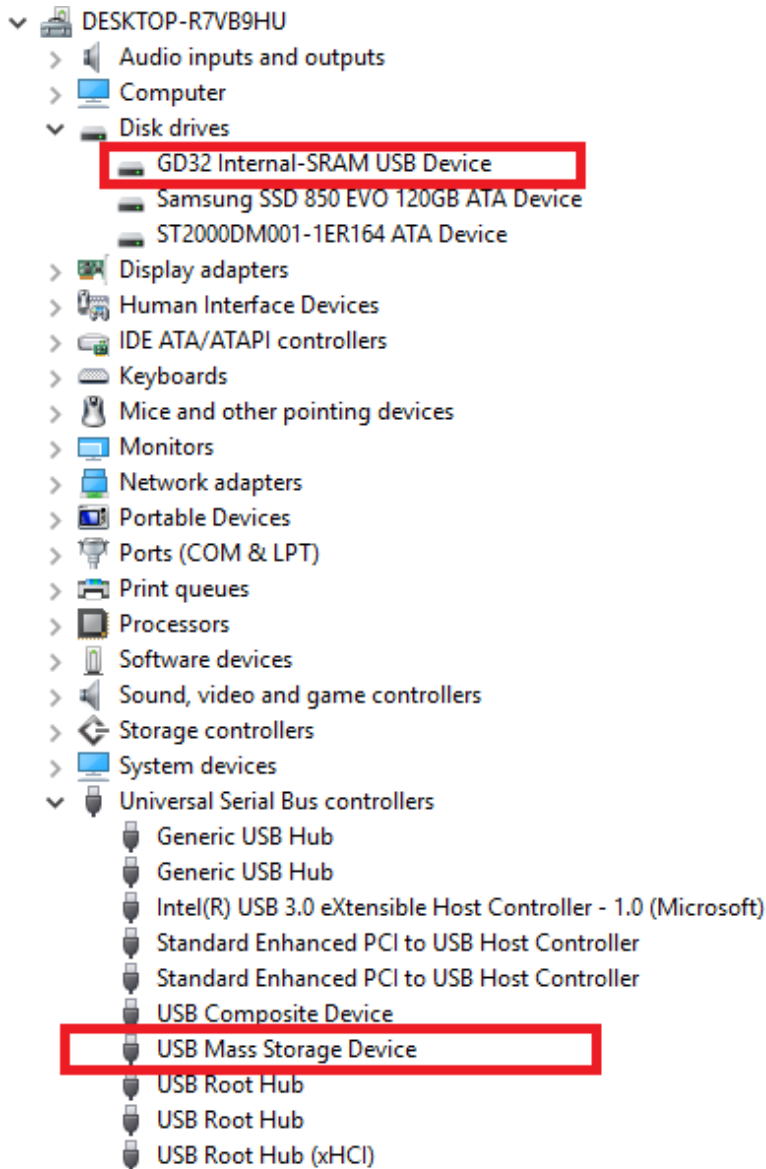 DESKTOP-R7VB9HU
Audio inputs and outputs
Computer
Disk drives
GD32 Internal-SRAM USB Device
Samsung SSD 850 EVO 120GB ATA Device
ST2000DM001-1ER164 ATA Device
Display adapters
Human Interface Devices
IDE ATA/ATAPI controllers
Keyboards
Mice and other pointing devices
Monitors
Network adapters
Portable Devices
Ports (COM & LPT)
Print queues
Processors
Software devices
Sound, video and game controllers
Storage controllers
System devices
Universal Serial Bus controllers
Generic USB Hub
Generic USB Hub
Intel(R) USB 3.0 eXtensible Host Controller - 1.0 (Microsoft)
Standard Enhanced PCI to USB Host Controller
Standard Enhanced PCI to USB Host Controller
USB Composite Device
USB Mass Storage Device
USB Root Hub
USB Root Hub
USB Root Hub (xHCI)